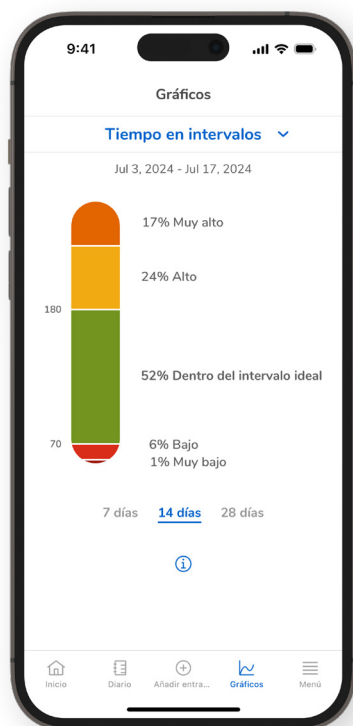 9:41
Gráficos
Tiempo en intervalos
Jul 3, 2024 - Jul 17, 2024
17% Muy alto
24% Alto
180
52% Dentro del intervalo ideal
70
6% Bajo
1% Muy bajo
7 días 14 días 28 días
Inicio Diario Añadir entra... Gráficos Menú